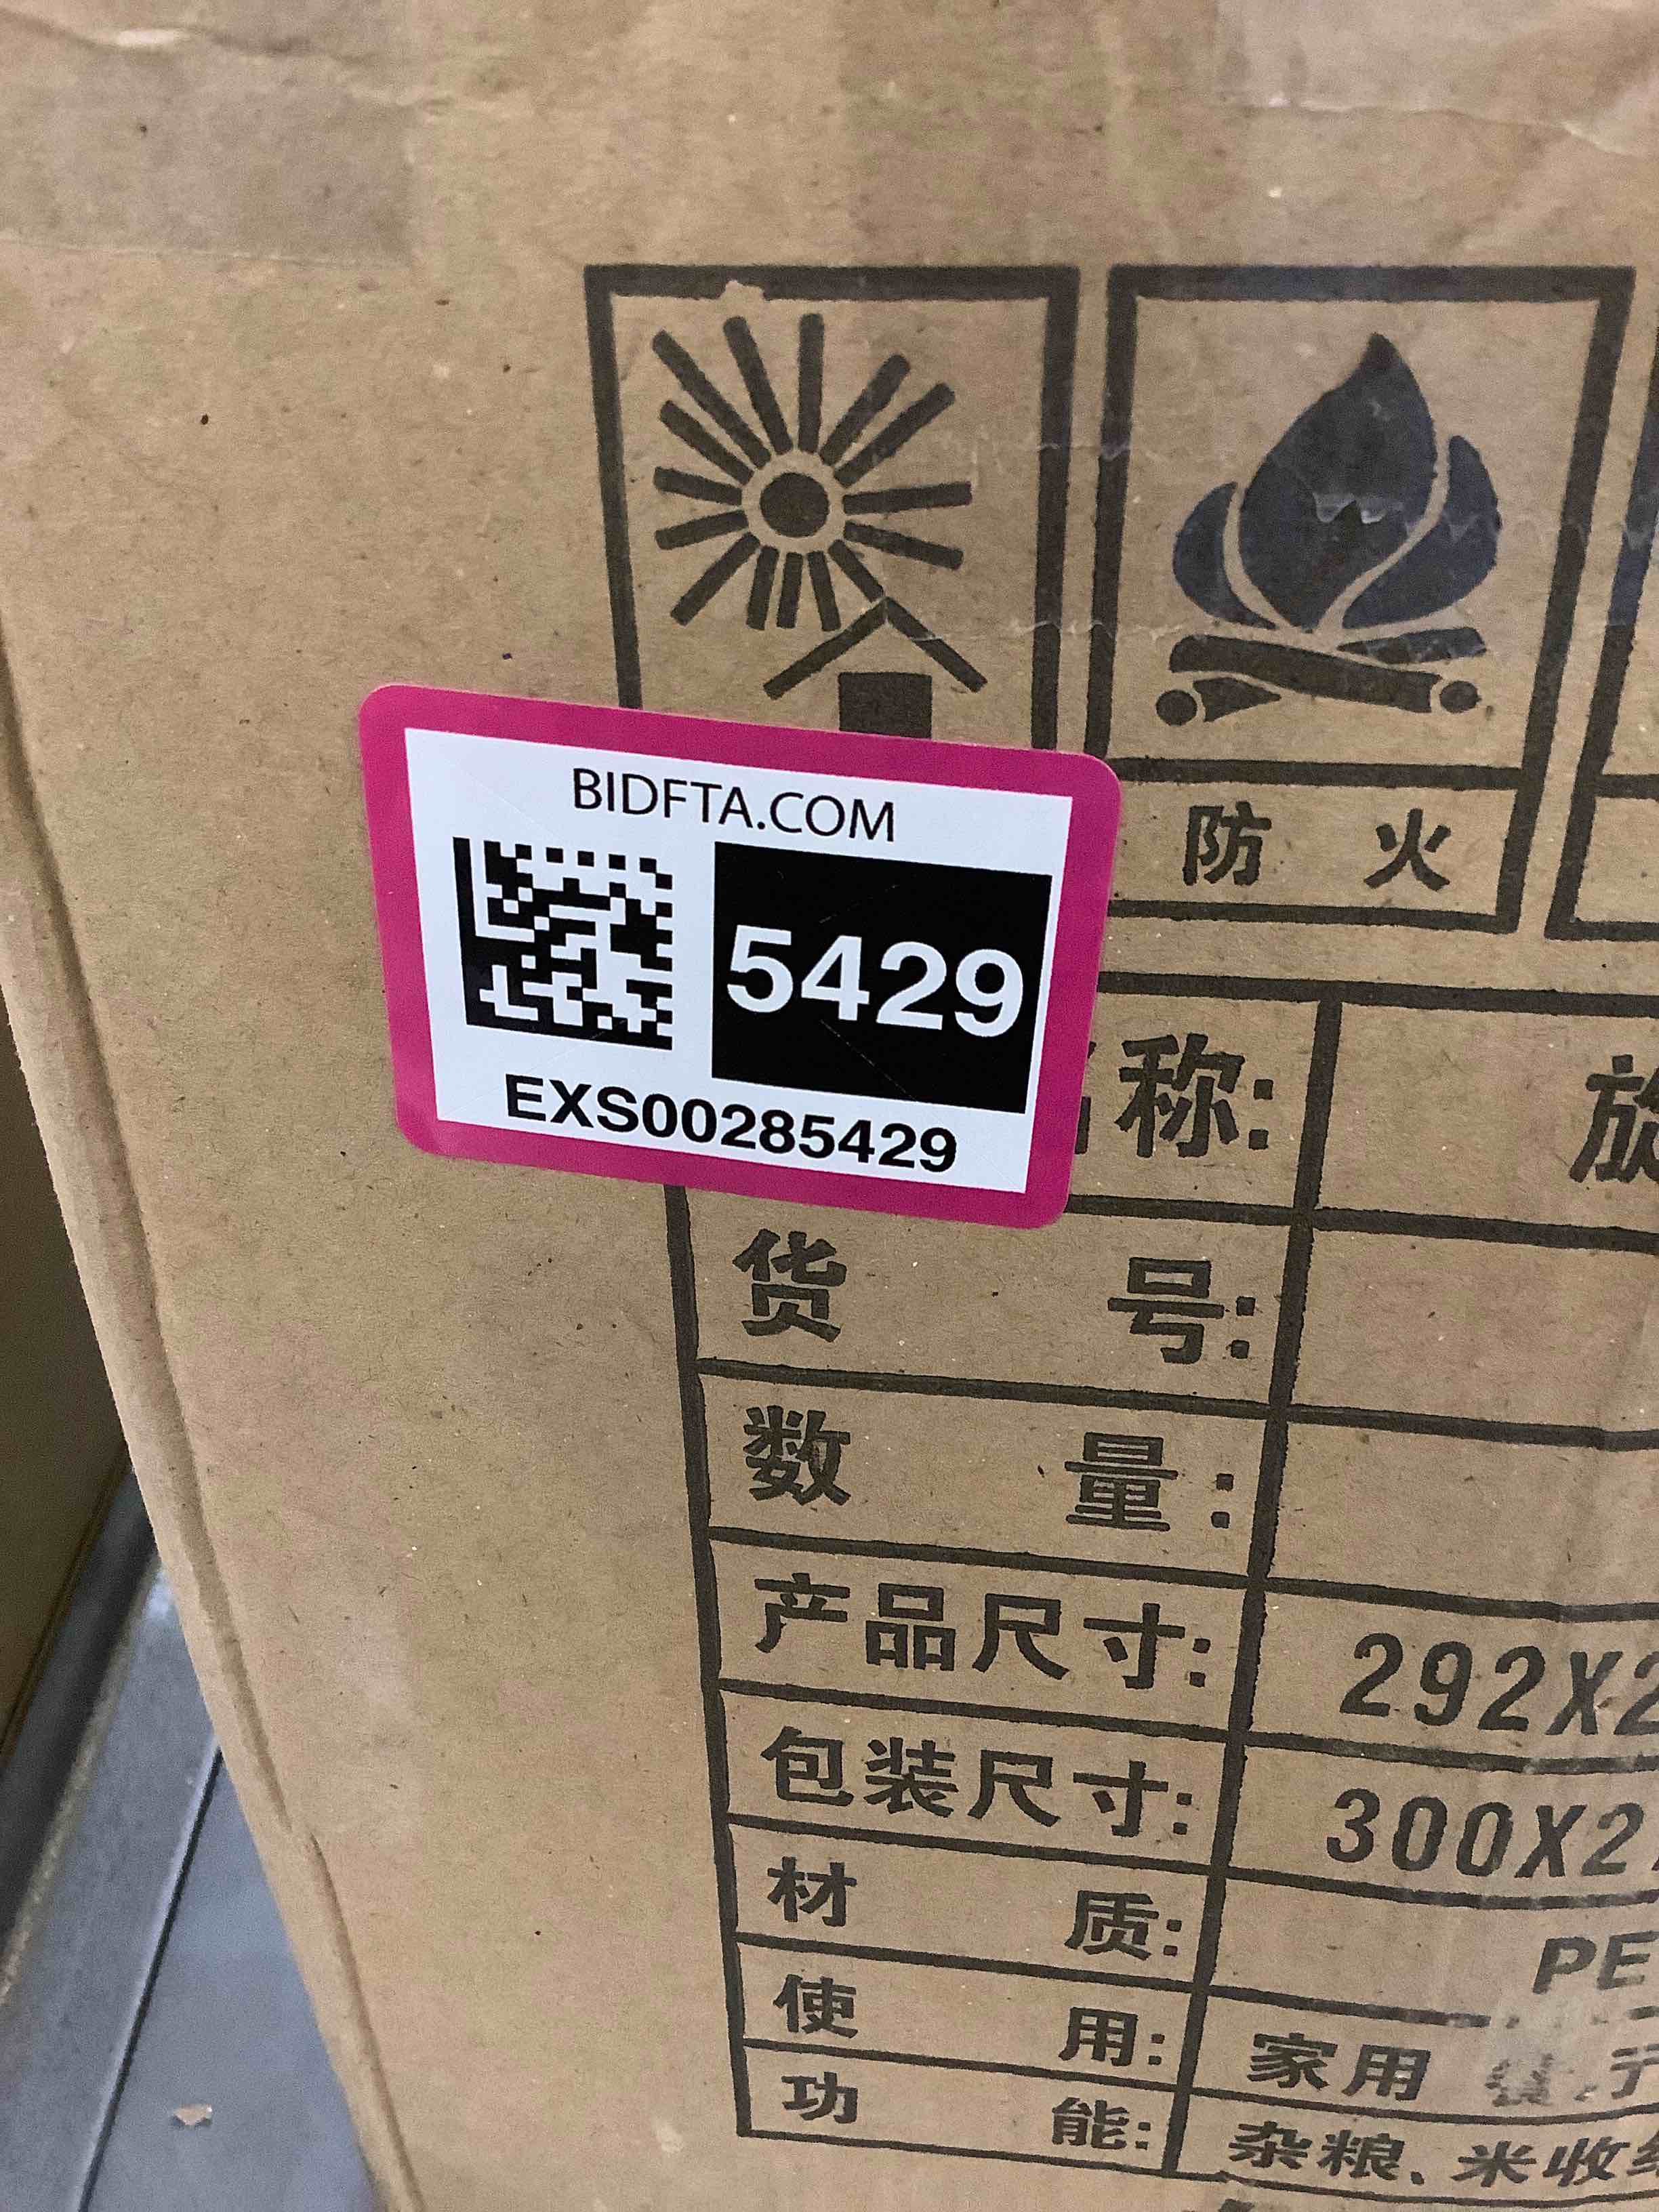 BIDFTA.COM
5429
EXS00285429
防 火
称: 旋
货 号:
数 量:
产品尺寸: 292X2
包装尺寸: 300X2
材 质: PE
使 用: 家用
功 能: 杂粮、米收